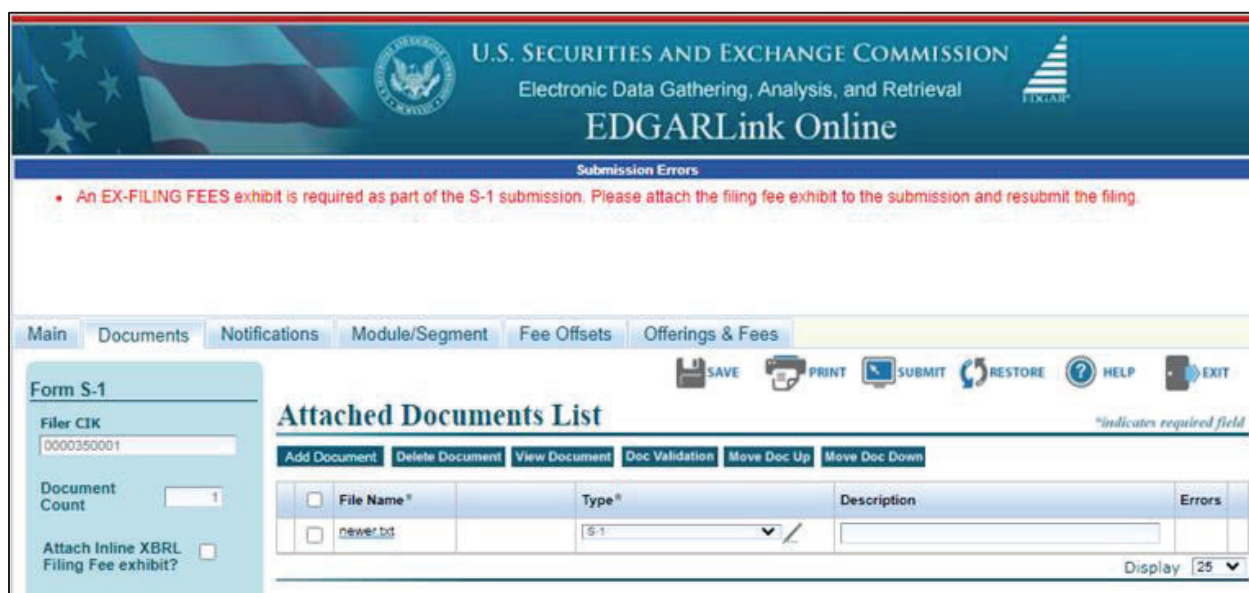 U.S. SECURITIES AND EXCHANGE COMMISSION
Electronic Data Gathering, Analysis, and Retrieval
EDGAR®
EDGARLink Online
Submission Errors
• An EX-FILING FEES exhibit is required as part of the S-1 submission. Please attach the filing fee exhibit to the submission and resubmit the filing.
Main Documents Notifications Module/Segment Fee Offsets Offerings & Fees
SAVE PRINT SUBMIT RESTORE HELP EXIT
Form S-1
Filer CIK
0000350001
Document Count 1
Attach Inline XBRL
Filing Fee exhibit?
Attached Documents List
*indicates required field
Add Document Delete Document View Document Doc Validation Move Doc Up Move Doc Down
File Name* Type* Description Errors
newer.txt S-1
Display 25